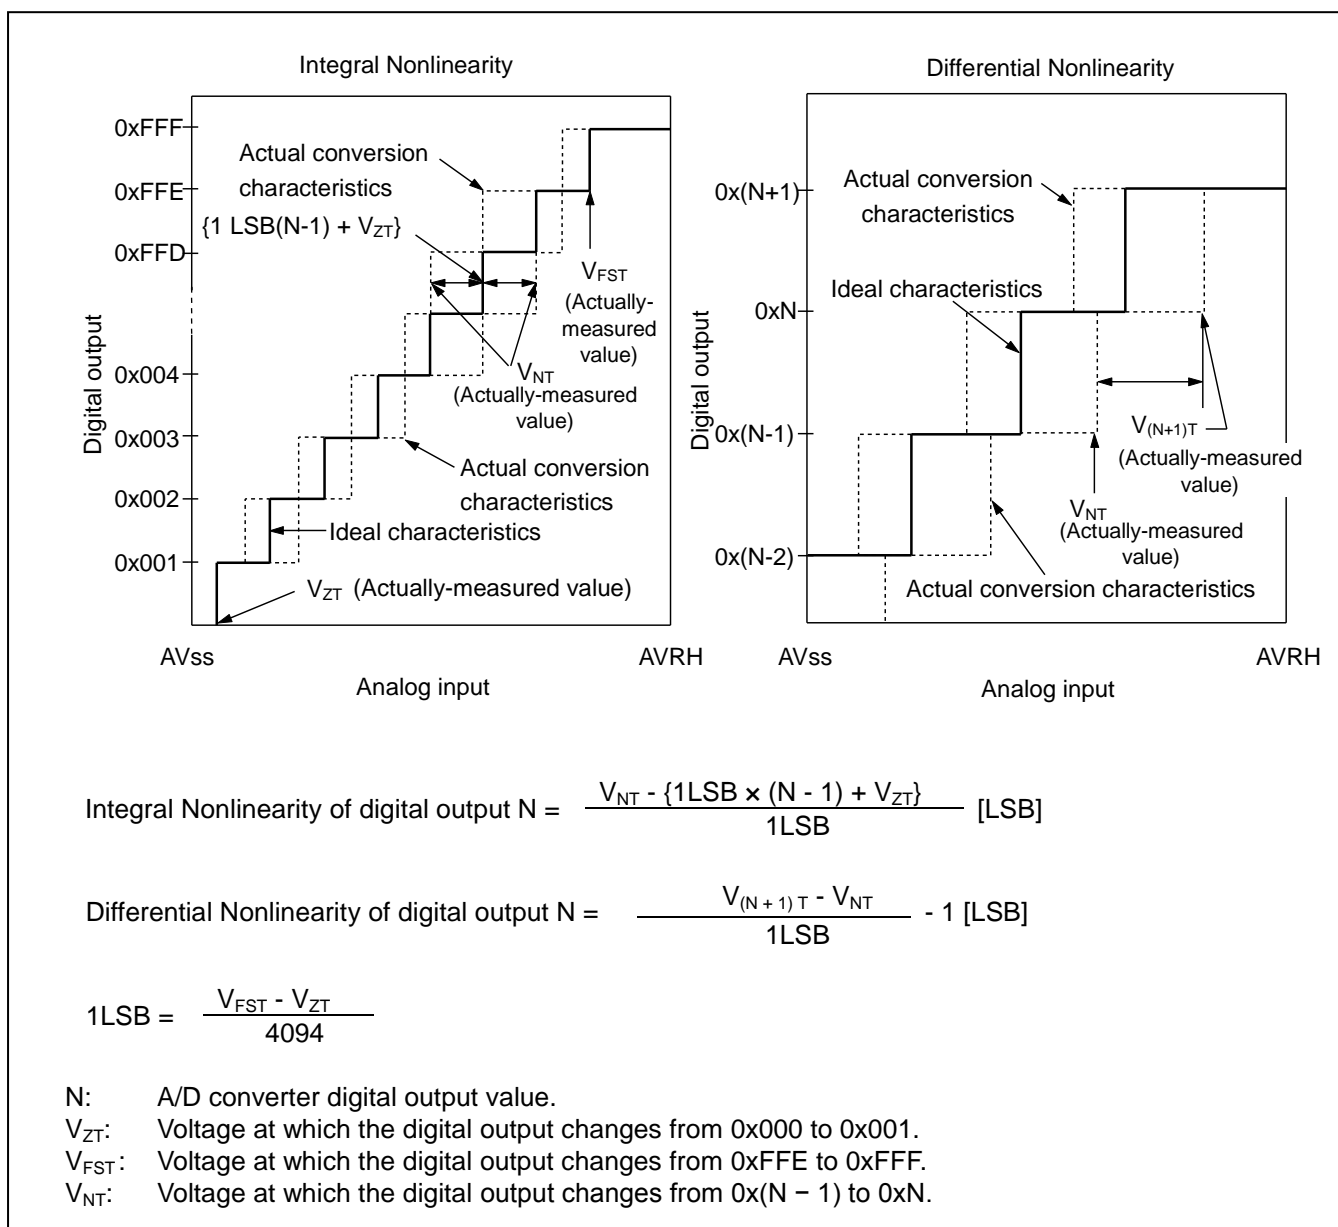 Integral Nonlinearity
0xFFF
0xFFE
0xFFD
0x004
0x003
0x002
0x001
Digital output
Actual conversion
characteristics
{1 LSB(N-1) + VZT}
VFST
(Actually-
measured
value)
VNT
(Actually-measured
value)
Actual conversion
characteristics
Ideal characteristics
VZT (Actually-measured value)
AVss
AVRH
Analog input
Differential Nonlinearity
0x(N+1)
0xN
0x(N-1)
0x(N-2)
Digital output
Actual conversion
characteristics
Ideal characteristics
V(N+1)T
(Actually-measured
value)
VNT
(Actually-measured
value)
Actual conversion characteristics
AVss
AVRH
Analog input
Integral Nonlinearity of digital output N = VNT - {1LSB × (N - 1) + VZT} [LSB]
1LSB
Differential Nonlinearity of digital output N = V(N + 1) T - VNT - 1 [LSB]
1LSB
1LSB = VFST - VZT
4094
N: A/D converter digital output value.
VZT: Voltage at which the digital output changes from 0x000 to 0x001.
VFST: Voltage at which the digital output changes from 0xFFE to 0xFFF.
VNT: Voltage at which the digital output changes from 0x(N − 1) to 0xN.